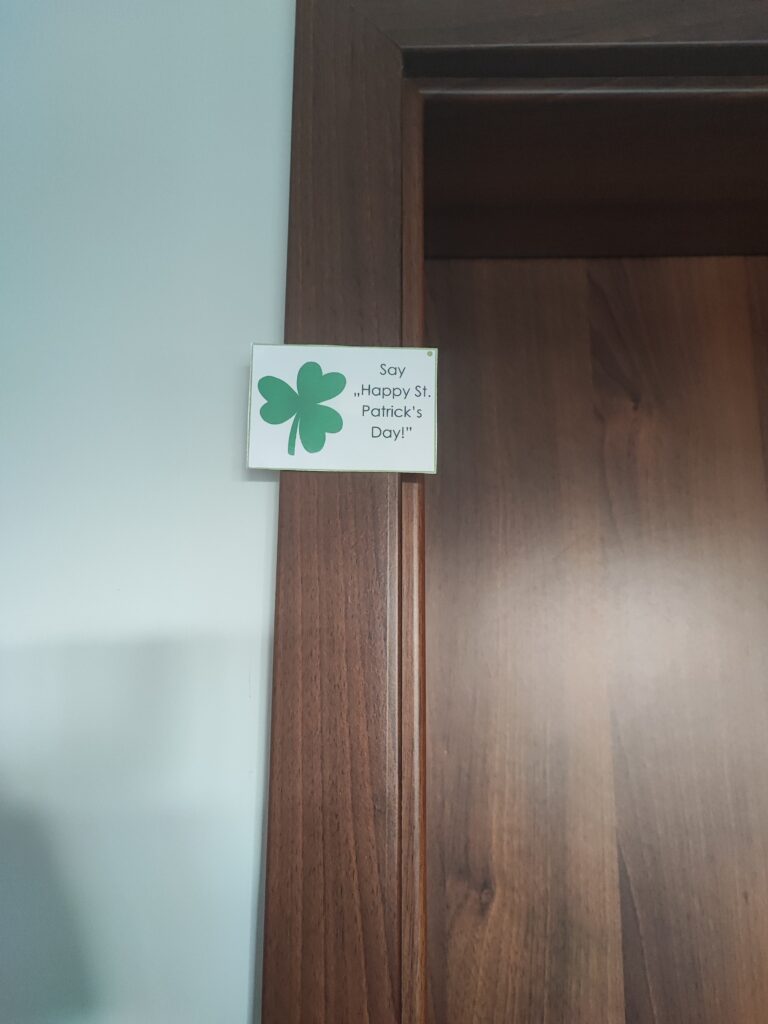 Say
„Happy St.
Patrick's
Day!”